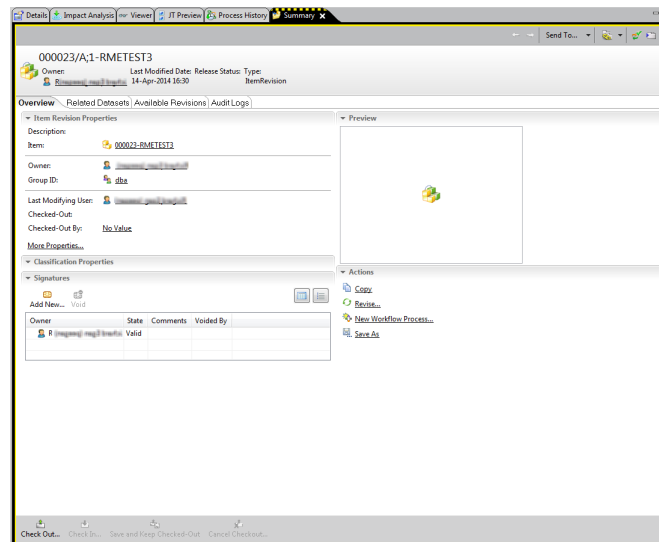 Details Impact Analysis Viewer JT Preview Process History Summary
Send To...
000023/A;1-RMETEST3
Owner: Last Modified Date: Release Status: Type:
14-Apr-2014 16:30 ItemRevision
Overview Related Datasets Available Revisions Audit Logs
Item Revision Properties
Preview
Description:
Item: 000023-RMETEST3
Owner:
Group ID: dba
Last Modifying User:
Checked-Out:
Checked-Out By: No Value
More Properties...
Classification Properties
Signatures
Actions
Add New... Void
Copy
Revise...
New Workflow Process...
Save As
Owner State Comments Voided By
R Valid
Check Out... Check In... Save and Keep Checked-Out Cancel Checkout...